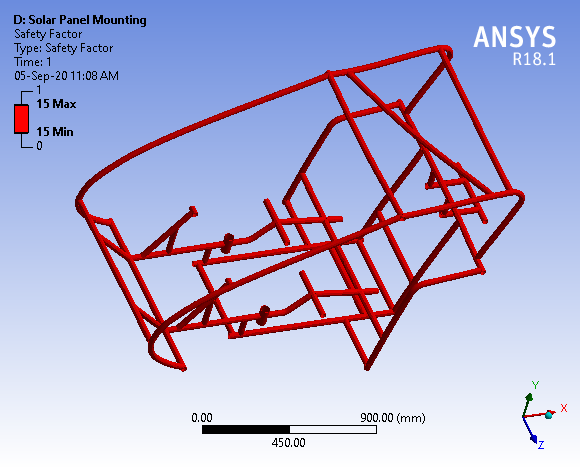 D: Solar Panel Mounting
Safety Factor
Type: Safety Factor
Time: 1
05-Sep-20 11:08 AM
1
15 Max
15 Min
0
ANSYS
R18.1
0.00
900.00 (mm)
450.00
Y
X
Z